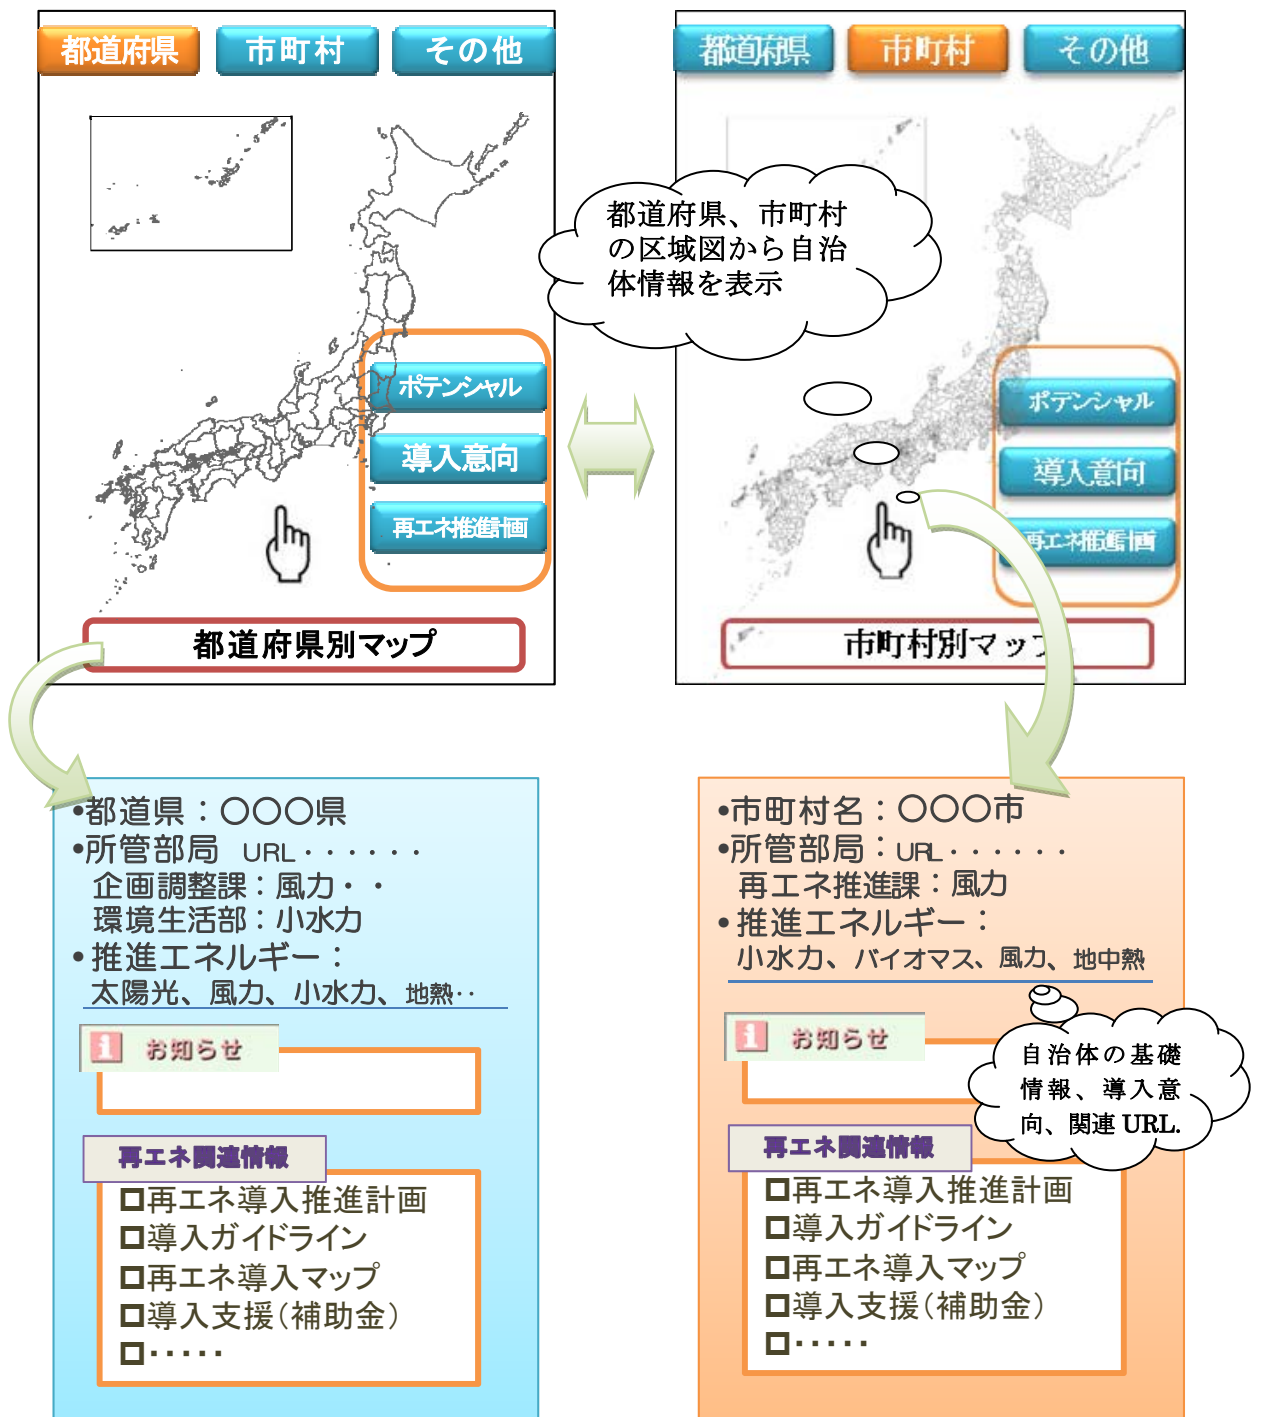 都道府県 市町村 その他
都道府県 市町村 その他
都道府県、市町村
の区域図から自治
体情報を表示
ポテンシャル
導入意向
再エネ推進計画
ポテンシャル
導入意向
再エネ推進計画
都道府県別マップ
市町村別マップ
•都道県：〇〇〇県
•所管部局 URL・・・・・・
企画調整課：風力・・
環境生活部：小水力
•推進エネルギー：
太陽光、風力、小水力、地熱‥
お知らせ
再エネ関連情報
□再エネ導入推進計画
□導入ガイドライン
□再エネ導入マップ
□導入支援（補助金）
□・・・・・
•市町村名：〇〇〇市
•所管部局：URL・・・・・・
再エネ推進課：風力
•推進エネルギー：
小水力、バイオマス、風力、地中熱
お知らせ
自治体の基礎
情報、導入意
向、関連 URL.
再エネ関連情報
□再エネ導入推進計画
□導入ガイドライン
□再エネ導入マップ
□導入支援（補助金）
□・・・・・